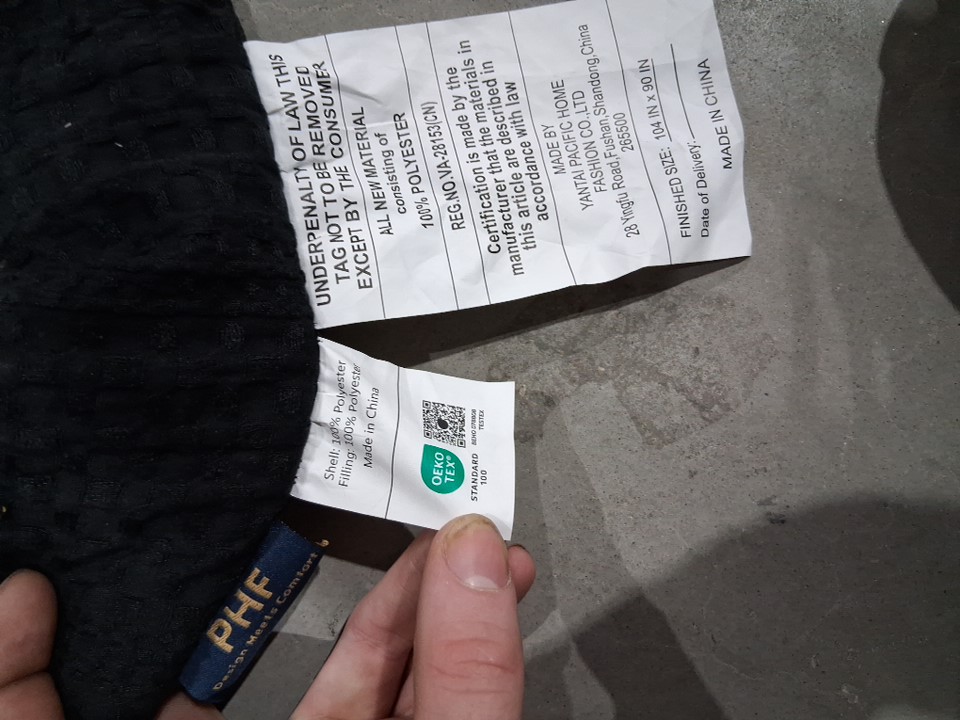 UNDER PENALTY OF LAW THIS
TAG NOT TO BE REMOVED
EXCEPT BY THE CONSUMER
ALL NEW MATERIAL
consisting of
100% POLYESTER
REG.NO.VA-28153(CN)
Certification is made by the
manufacturer that the materials in
this article are described in
accordance with law
MADE BY
YANTAI PACIFIC HOME
FASHION CO.,LTD
28 Yingfu Road,Fushan,Shandong,China
265500
FINISHED SIZE: 104 IN x 90 IN
Date of Delivery:
MADE IN CHINA
Shell: 100% Polyester
Filling: 100% Polyester
Made in China
OEKO
TEX®
STANDARD
100
TESTEX
PHF
Design Meets Comfort